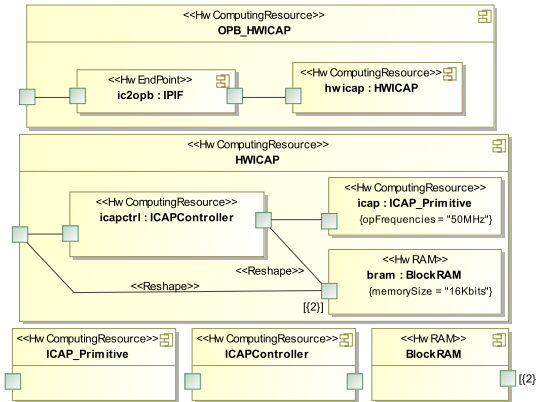 <<Hw ComputingResource>>
OPB_HWICAP
<<Hw EndPoint>>
ic2opb : IPIF
<<Hw ComputingResource>>
hwicap : HWICAP
<<Hw ComputingResource>>
HWICAP
<<Hw ComputingResource>>
icapctrl : ICAPController
<<Hw ComputingResource>>
icap : ICAP_Primitive
{opFrequencies = "50MHz"}
<<Reshape>>
<<Reshape>>
<<Hw RAM>>
bram : BlockRAM
{memorySize = "16Kbits"}
[{2}]
<<Hw ComputingResource>>
ICAP_Primitive
<<Hw ComputingResource>>
ICAPController
<<Hw RAM>>
BlockRAM
[{2}